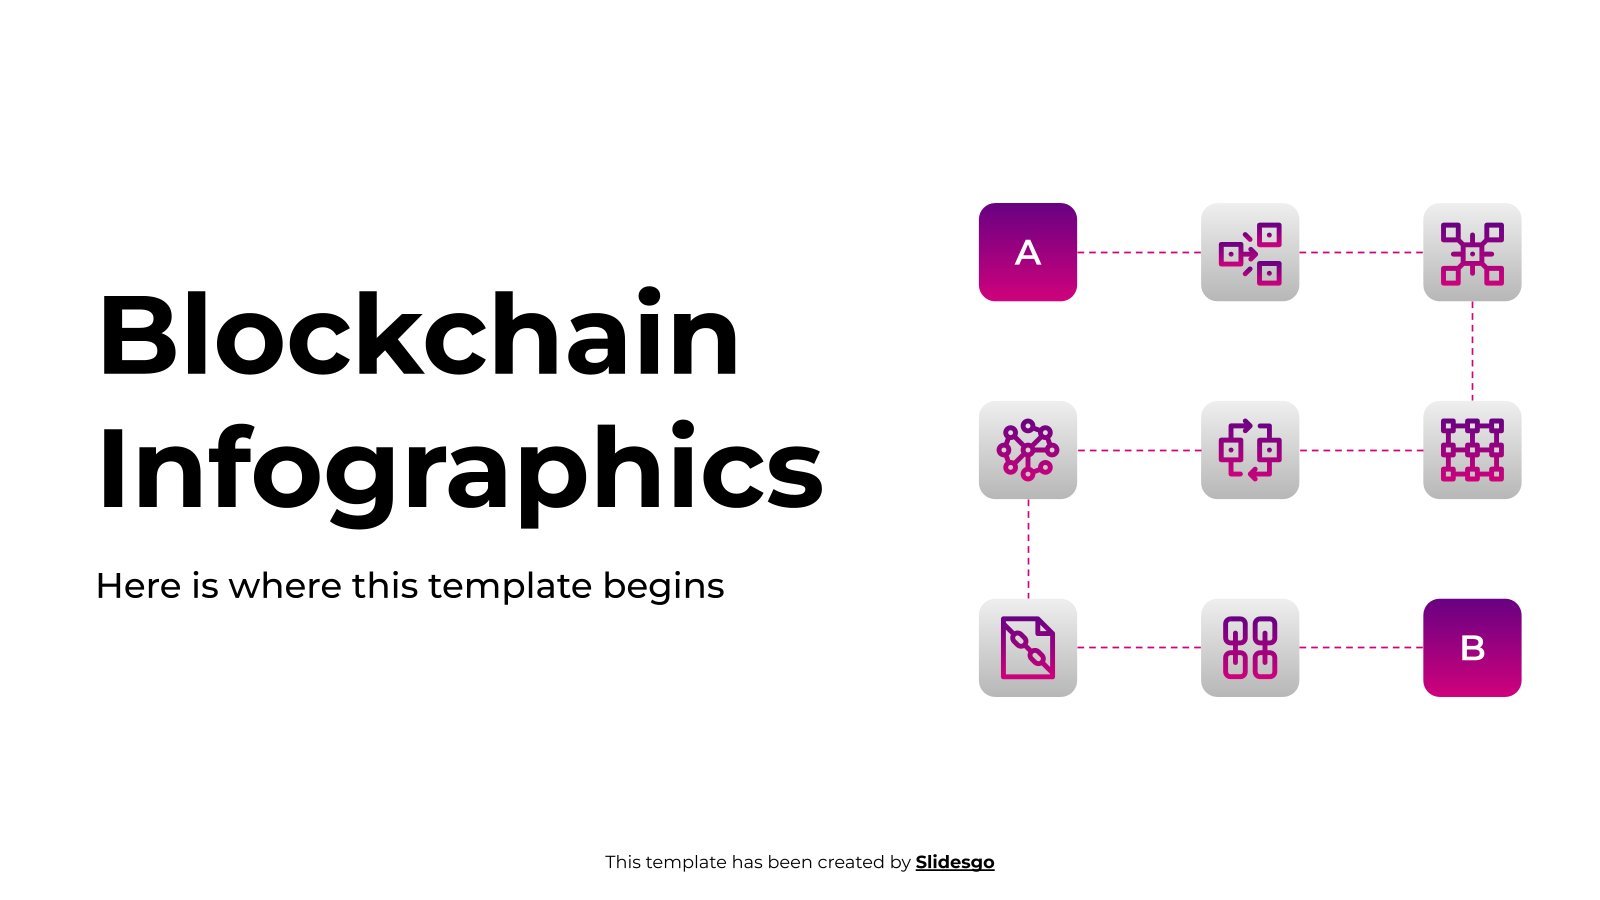 Blockchain
Infographics
Here is where this template begins
A
B
This template has been created by Slidesgo